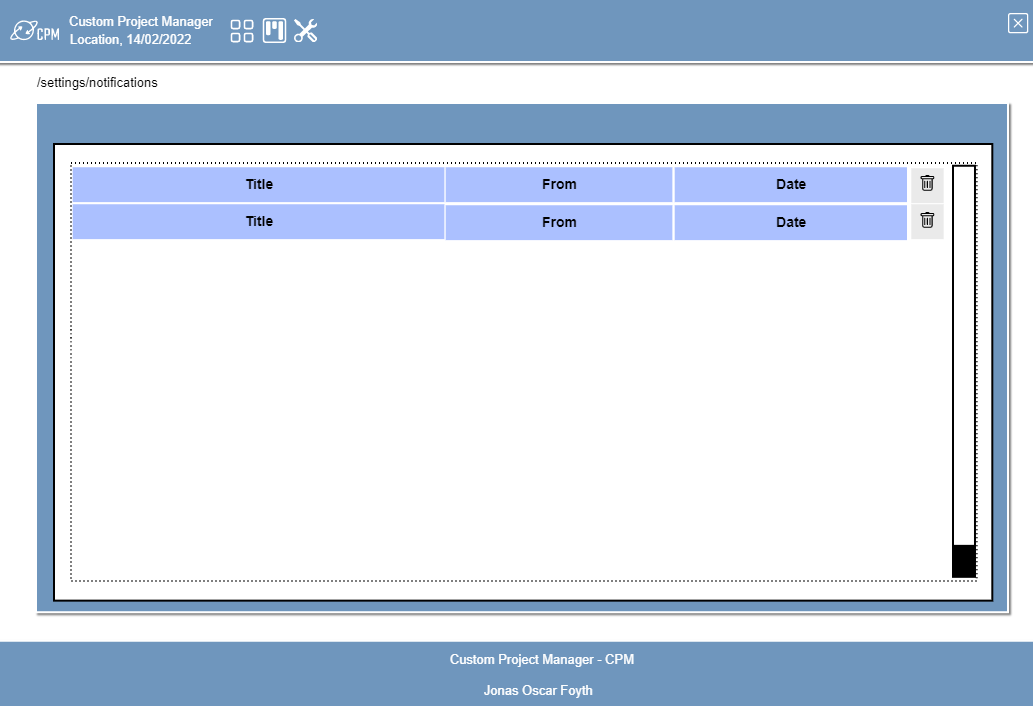 CPM
Custom Project Manager
Location, 14/02/2022
/settings/notifications
Title From Date
Title From Date
Custom Project Manager - CPM
Jonas Oscar Foyth